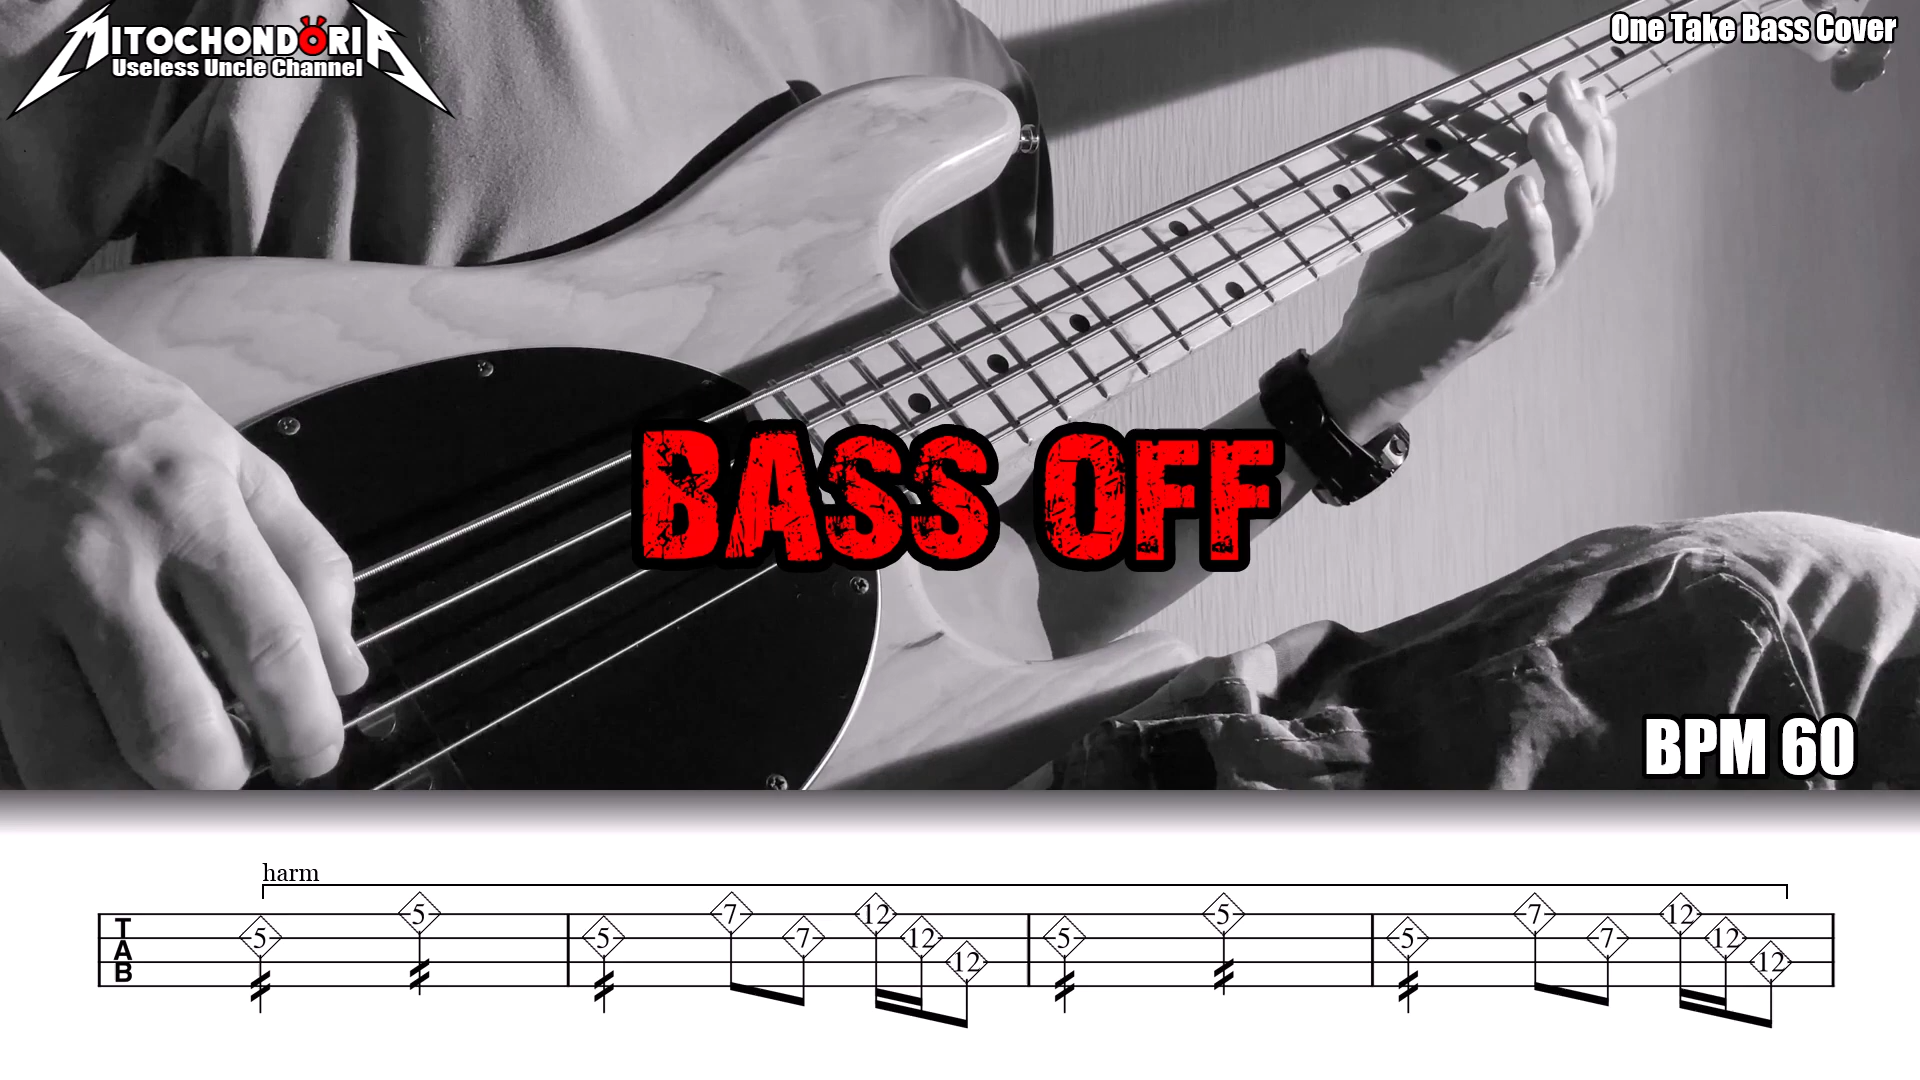 MITOCHONDÖRIA
Useless Uncle Channel
One Take Bass Cover
BASS OFF
BPM 60
harm
T
A
B
5 5 5 7 7 12 12 12 5 5 5 7 7 12 12 12